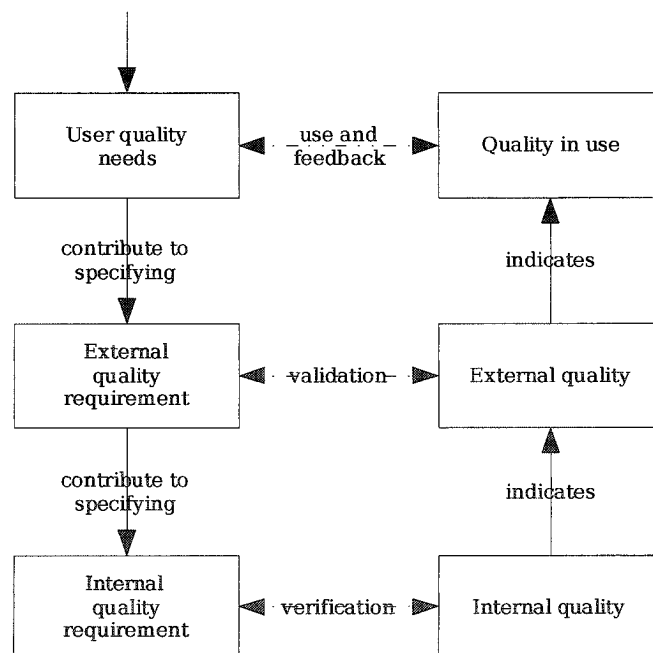 User quality
needs
use and
feedback
Quality in use
contribute to
specifying
indicates
External
quality
requirement
validation
External quality
contribute to
specifying
indicates
Internal
quality
requirement
verification
Internal quality